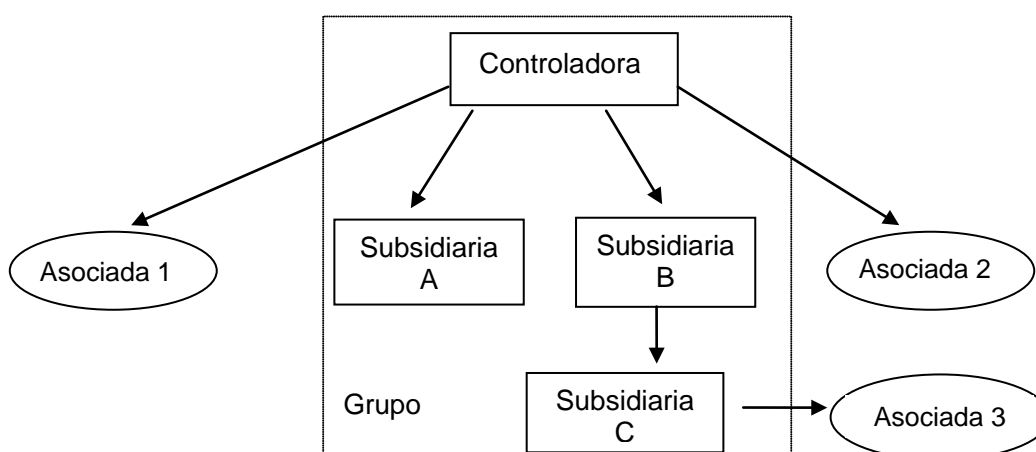 Controladora
Asociada 1
Subsidiaria
A
Subsidiaria
B
Asociada 2
Grupo
Subsidiaria
C
Asociada 3